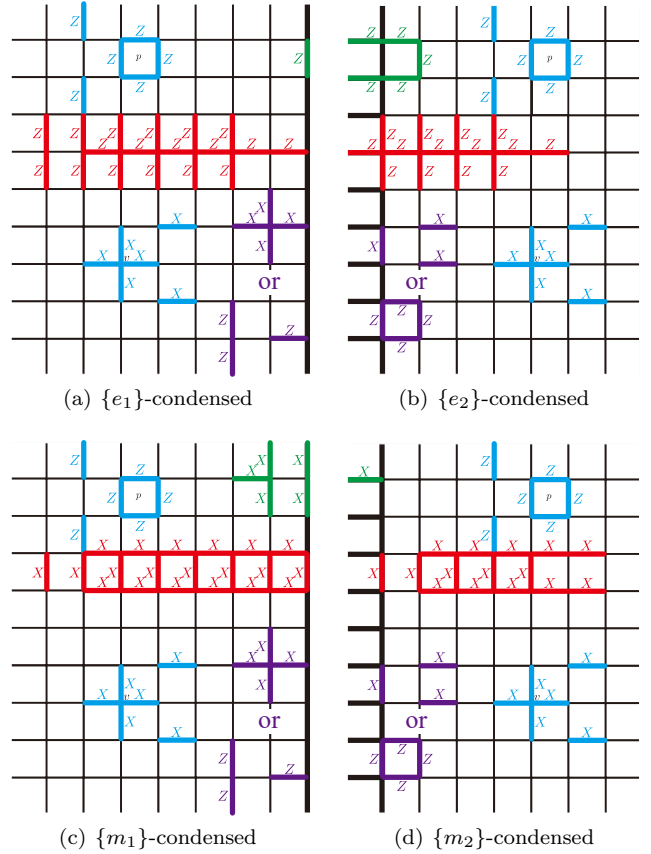 Z
Z
Z p Z
Z
Z
Z Z Z Z Z Z
Z Z Z Z Z Z
Z Z Z Z Z Z
X
X X X
X
X X v X
or
X
X
Z
Z
Z
(a) {e1}-condensed
Z Z
Z
Z Z
Z
Z
Z p Z
Z
Z
Z Z Z Z
Z Z Z Z Z
Z Z Z Z
X X X
X
X
X v X
or
X
X
Z
Z Z
Z
(b) {e2}-condensed
Z
Z
Z p Z
Z
Z
X X X
X X
X X X X X X
X X X X X X X X
X X X X X X
X
X X X
X
X
X v X
or
X
X
Z
Z
Z
(c) {m1}-condensed
X
Z
Z
Z p Z
Z
Z
X X X X X
X X X X X
X X X X X
X X X
X
X
X v X
or
X
X
Z
Z Z
Z
(d) {m2}-condensed